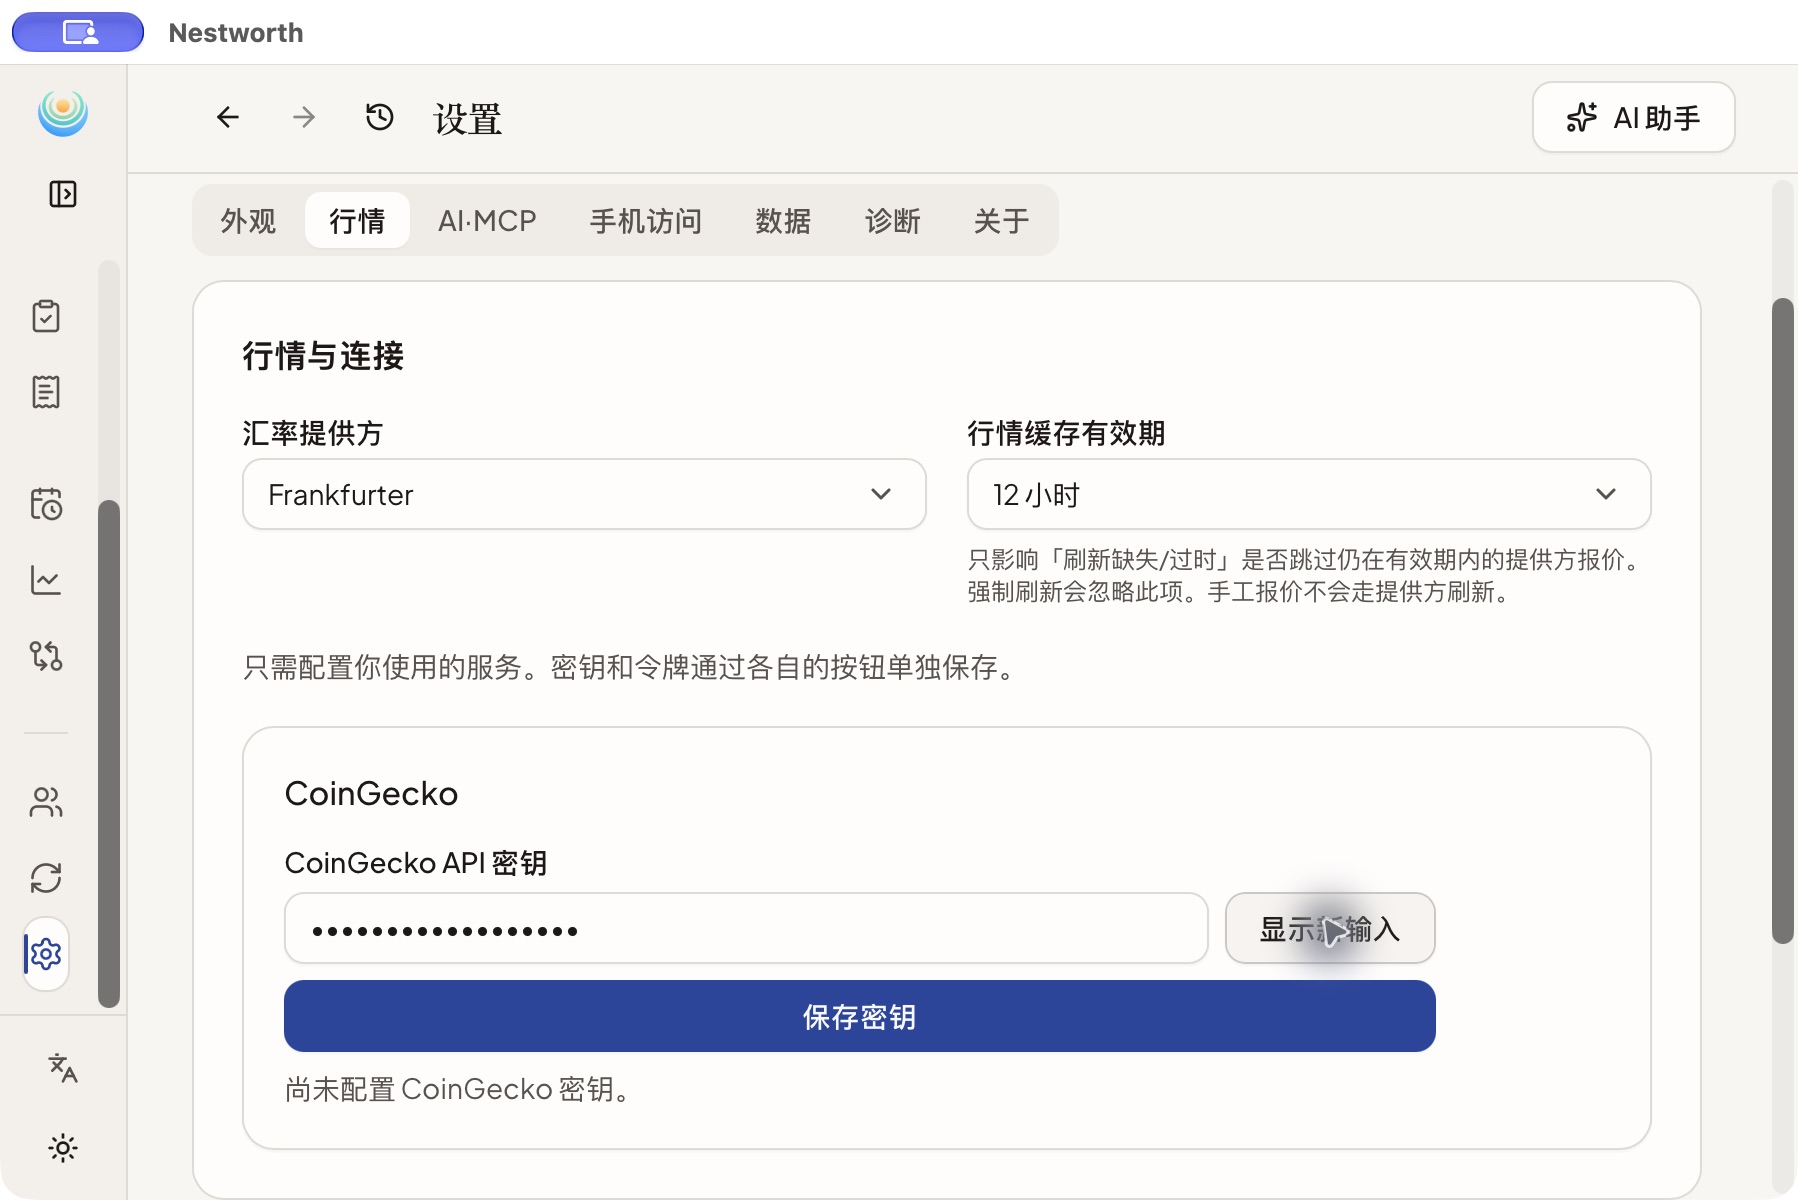 Nestworth
设置
AI 助手
外观
行情
AI·MCP
手机访问
数据
诊断
关于
行情与连接
汇率提供方
行情缓存有效期
Frankfurter
12 小时
只影响「刷新缺失/过时」是否跳过仍在有效期内的提供方报价。
强制刷新会忽略此项。手工报价不会走提供方刷新。
只需配置你使用的服务。密钥和令牌通过各自的按钮单独保存。
CoinGecko
CoinGecko API 密钥
•••••••••••••••••••
显示新输入
保存密钥
尚未配置 CoinGecko 密钥。